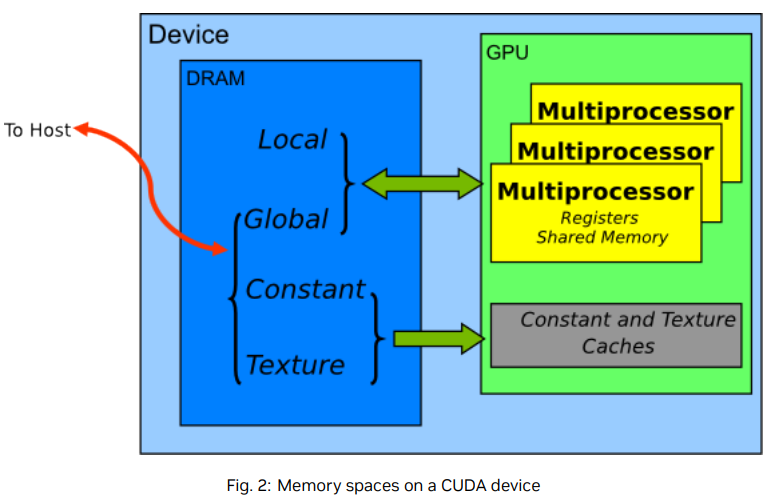 Device
DRAM
GPU
To Host
Local
Global
Constant
Texture
Multiprocessor
Multiprocessor
Multiprocessor
Registers
Shared Memory
Constant and Texture
Caches
Fig. 2: Memory spaces on a CUDA device